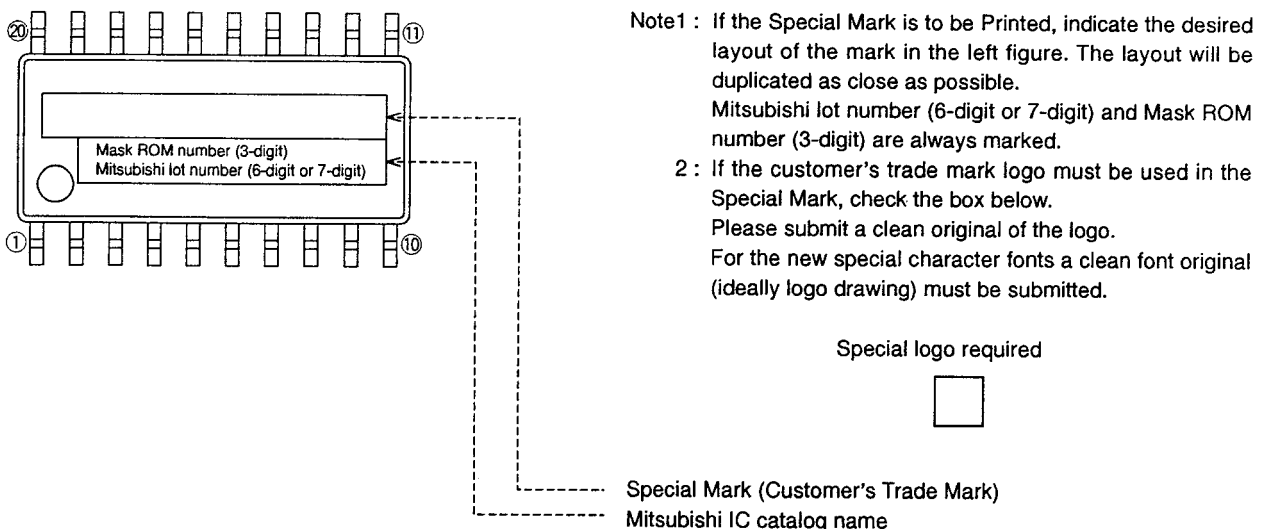 ⑳
⑪
Mask ROM number (3-digit)
Mitsubishi lot number (6-digit or 7-digit)
①
⑩
Note1 : If the Special Mark is to be Printed, indicate the desired
layout of the mark in the left figure. The layout will be
duplicated as close as possible.
Mitsubishi lot number (6-digit or 7-digit) and Mask ROM
number (3-digit) are always marked.
2 : If the customer's trade mark logo must be used in the
Special Mark, check the box below.
Please submit a clean original of the logo.
For the new special character fonts a clean font original
(ideally logo drawing) must be submitted.
Special logo required
Special Mark (Customer's Trade Mark)
Mitsubishi IC catalog name